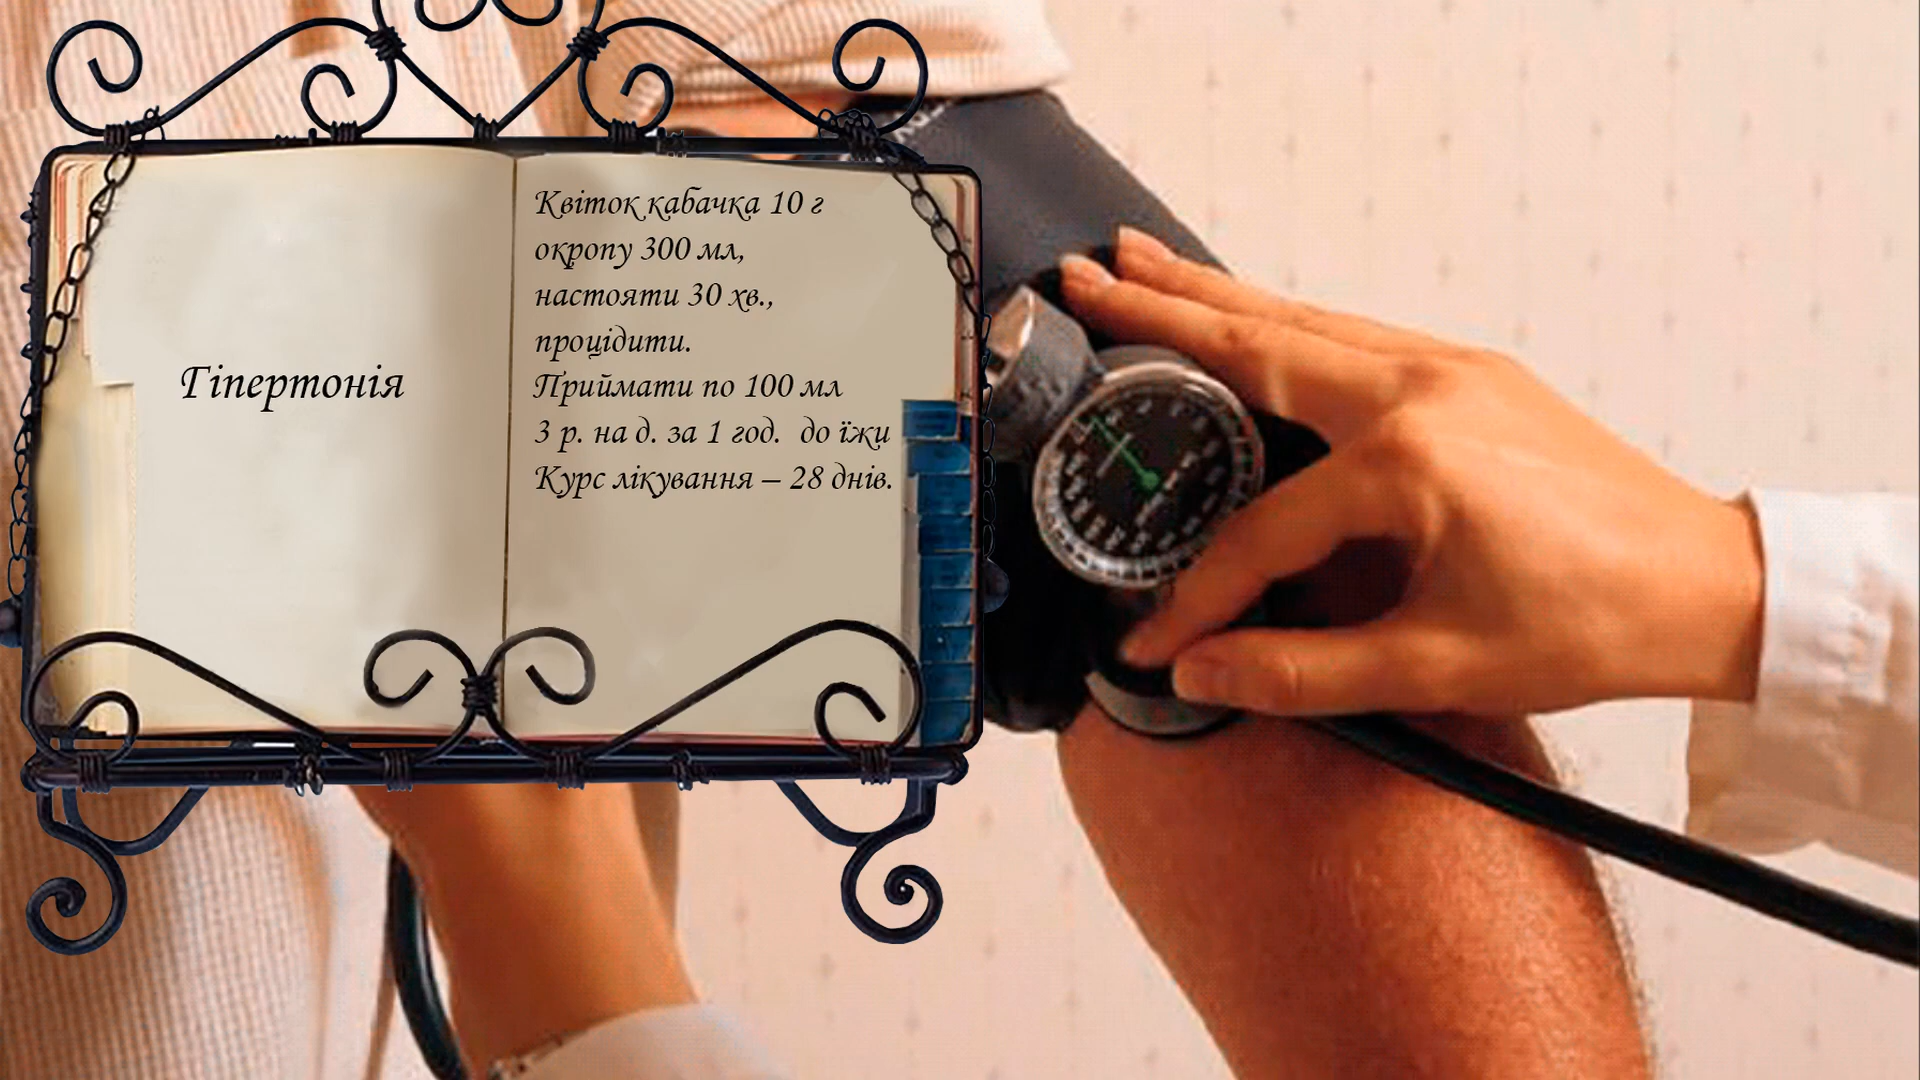 Гіпертонія
Квіток кабачка 10 г
окропу 300 мл,
настояти 30 хв.,
процідити.
Приймати по 100 мл
3 р. на д. за 1 год.  до їжи
Курс лікування – 28 днів.